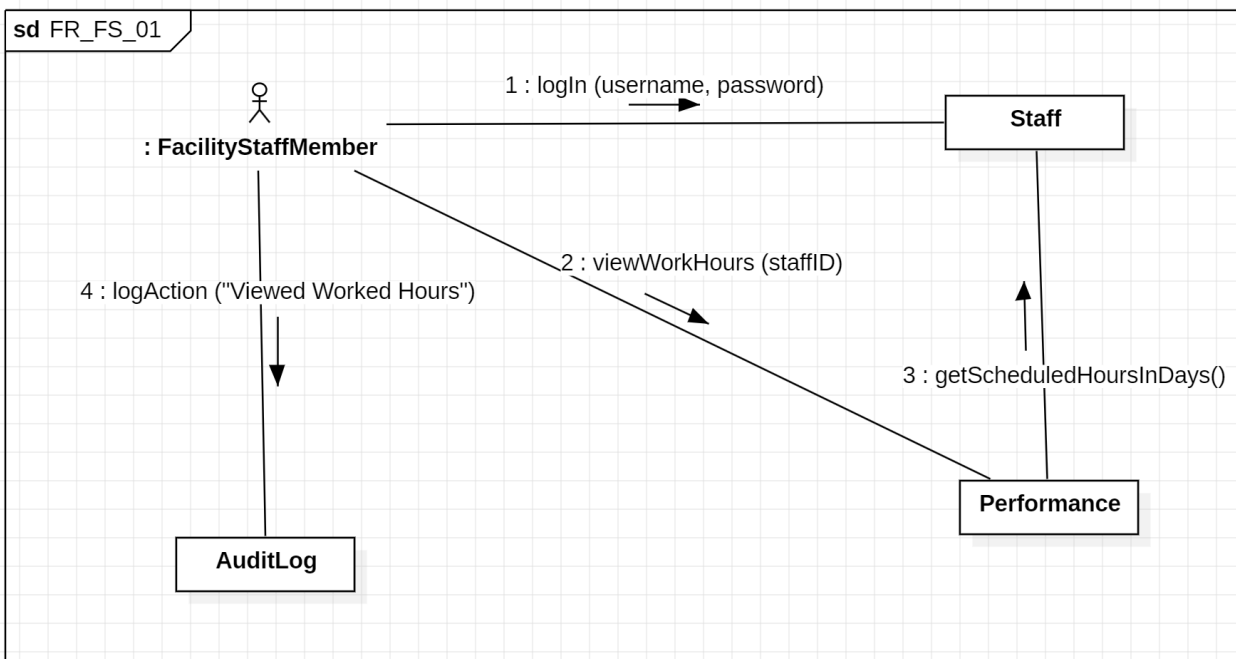 sd FR_FS_01
1 : logIn (username, password)
Staff
: FacilityStaffMember
2 : viewWorkHours (staffID)
4 : logAction ("Viewed Worked Hours")
3 : getScheduledHoursInDays()
Performance
AuditLog